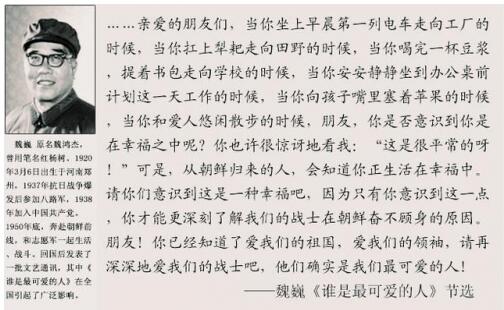 ……亲爱的朋友们，当你坐上早晨第一列电车走向工厂的
时候，当你扛上犁耙走向田野的时候，当你喝完一杯豆浆
，提着书包走向学校的时候，当你安安静静坐到办公桌前
计划这一天工作的时候，当你向孩子嘴里塞着苹果的时候
，当你和爱人悠闲散步的时候，朋友，你是否意识到你是
在幸福之中呢？你也许很惊讶地看我：“这是很平常的呀
！”可是，从朝鲜归来的人，会知道你正生活在幸福中。
请你们意识到这是一种幸福吧，因为只有你意识到这一点
，你才能更深刻了解我们的战士在朝鲜奋不顾身的原因。
朋友！你已经知道了爱我们的祖国，爱我们的领袖，请再
深深地爱我们的战士吧，他们确实是我们最可爱的人！
——魏巍《谁是最可爱的人》节选
魏巍 原名魏鸿杰，
曾用笔名红杨树。1920
年3月6日出生于河南郑
州。1937年抗日战争爆
发后参加八路军，1938
年加入中国共产党。
1950年底，奔赴朝鲜前
线，和志愿军一起生活
、战斗。回国后发表了
一批文艺通讯，其中《
谁是最可爱的人》在全
国引起了广泛影响。